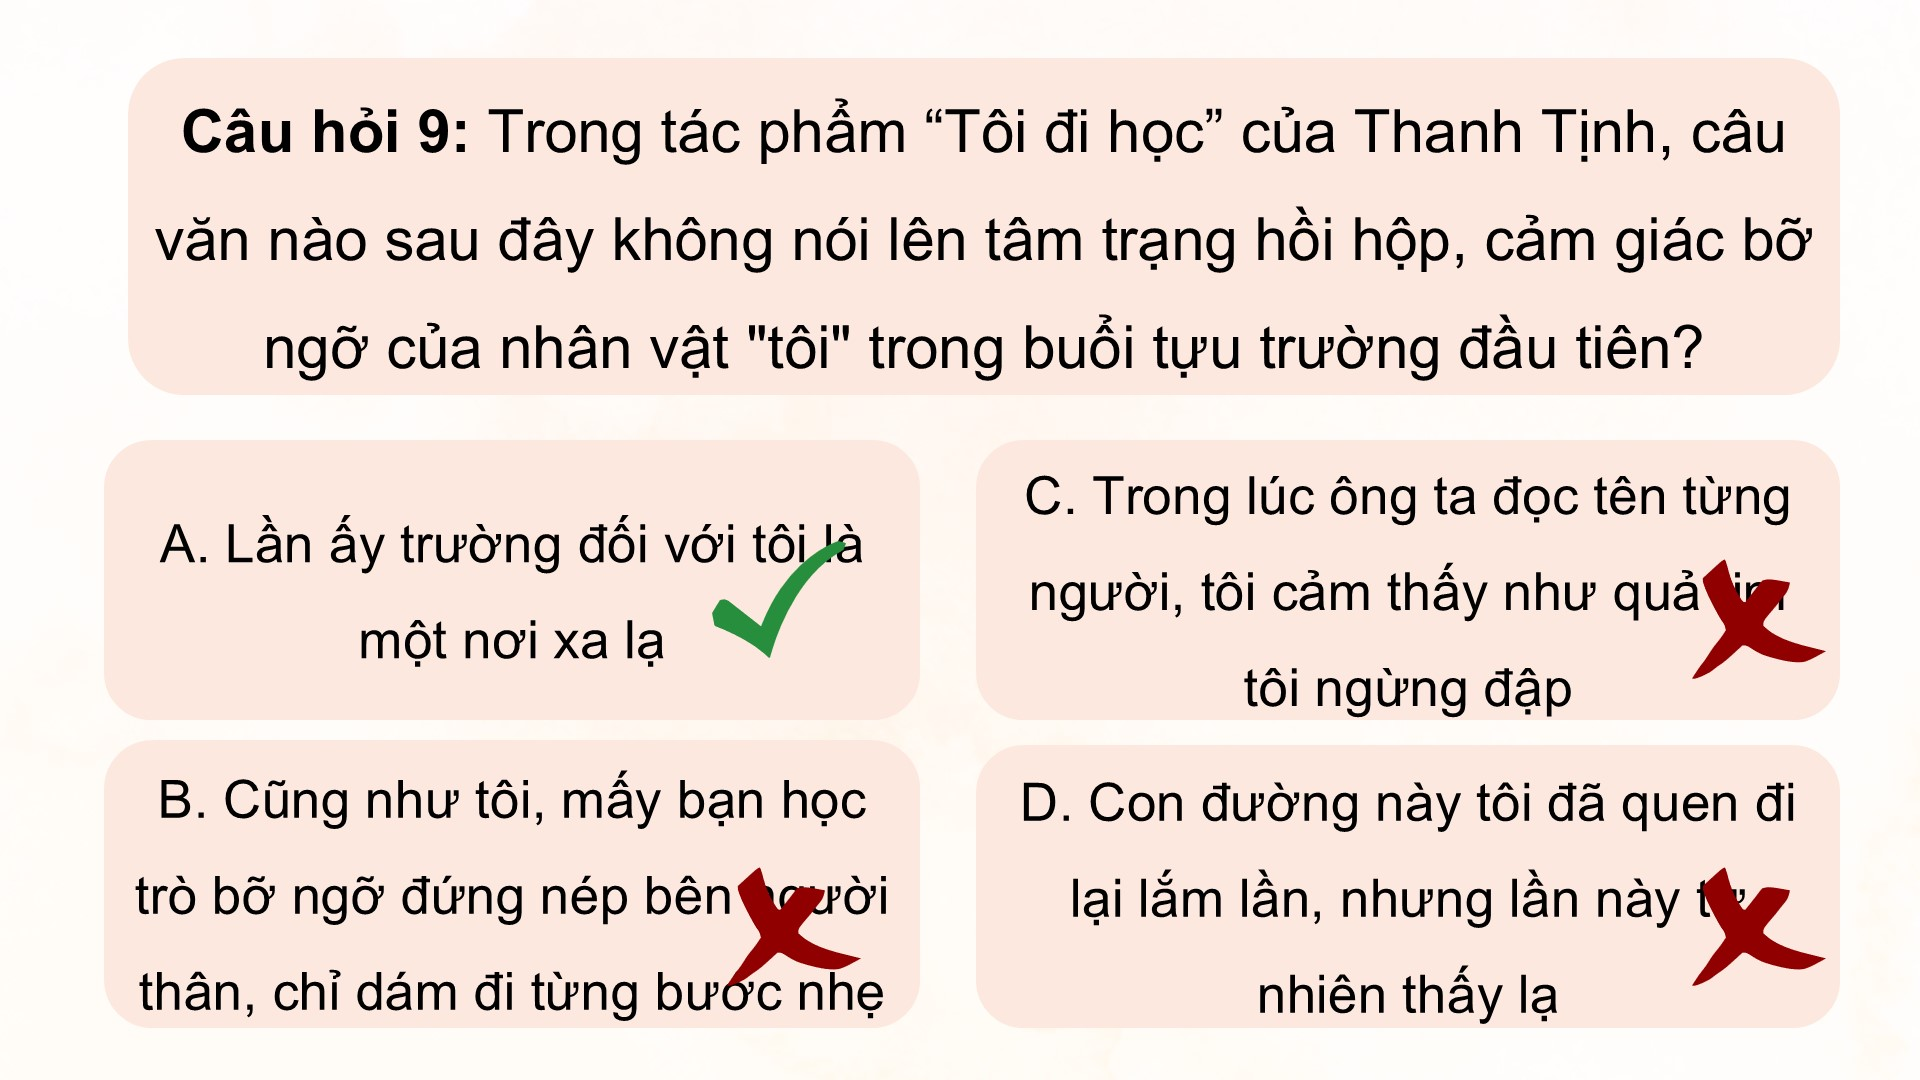 Câu hỏi 9: Trong tác phẩm “Tôi đi học” của Thanh Tịnh, câu
văn nào sau đây không nói lên tâm trạng hồi hộp, cảm giác bỡ
ngỡ của nhân vật "tôi" trong buổi tựu trường đầu tiên?
A. Lần ấy trường đối với tôi là
một nơi xa lạ
C. Trong lúc ông ta đọc tên từng
người, tôi cảm thấy như quả tim
tôi ngừng đập
B. Cũng như tôi, mấy bạn học
trò bỡ ngỡ đứng nép bên người
thân, chỉ dám đi từng bước nhẹ
D. Con đường này tôi đã quen đi
lại lắm lần, nhưng lần này tự
nhiên thấy lạ